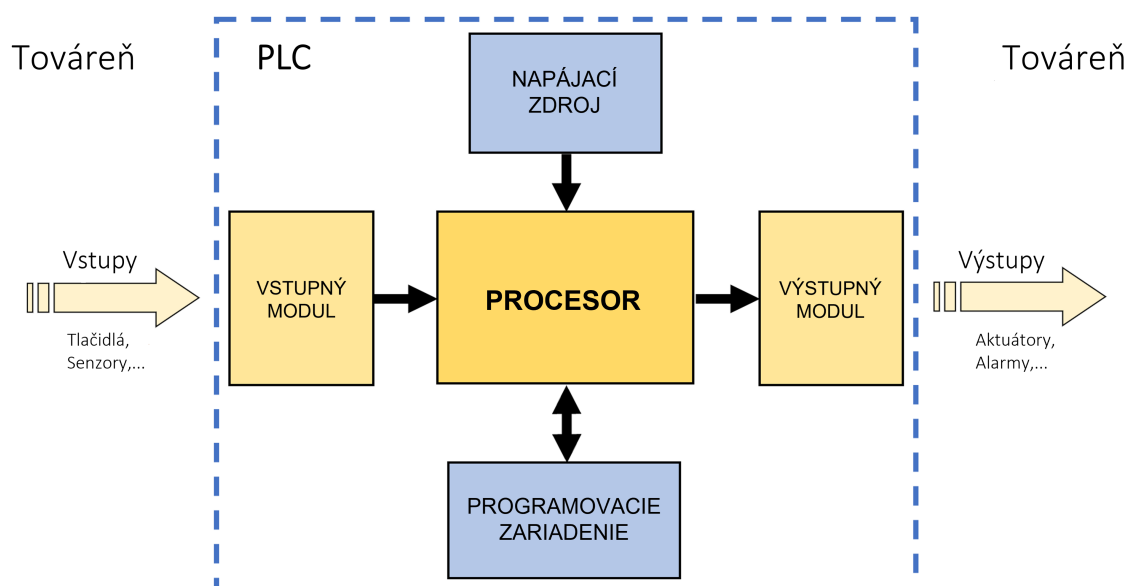 Továreň
PLC
Továreň
NAPÁJACÍ
ZDROJ
Vstupy
Tlačidlá,
Senzory,...
VSTUPNÝ
MODUL
PROCESOR
VÝSTUPNÝ
MODUL
Výstupy
Aktuátory,
Alarmy,...
PROGRAMOVACIE
ZARIADENIE